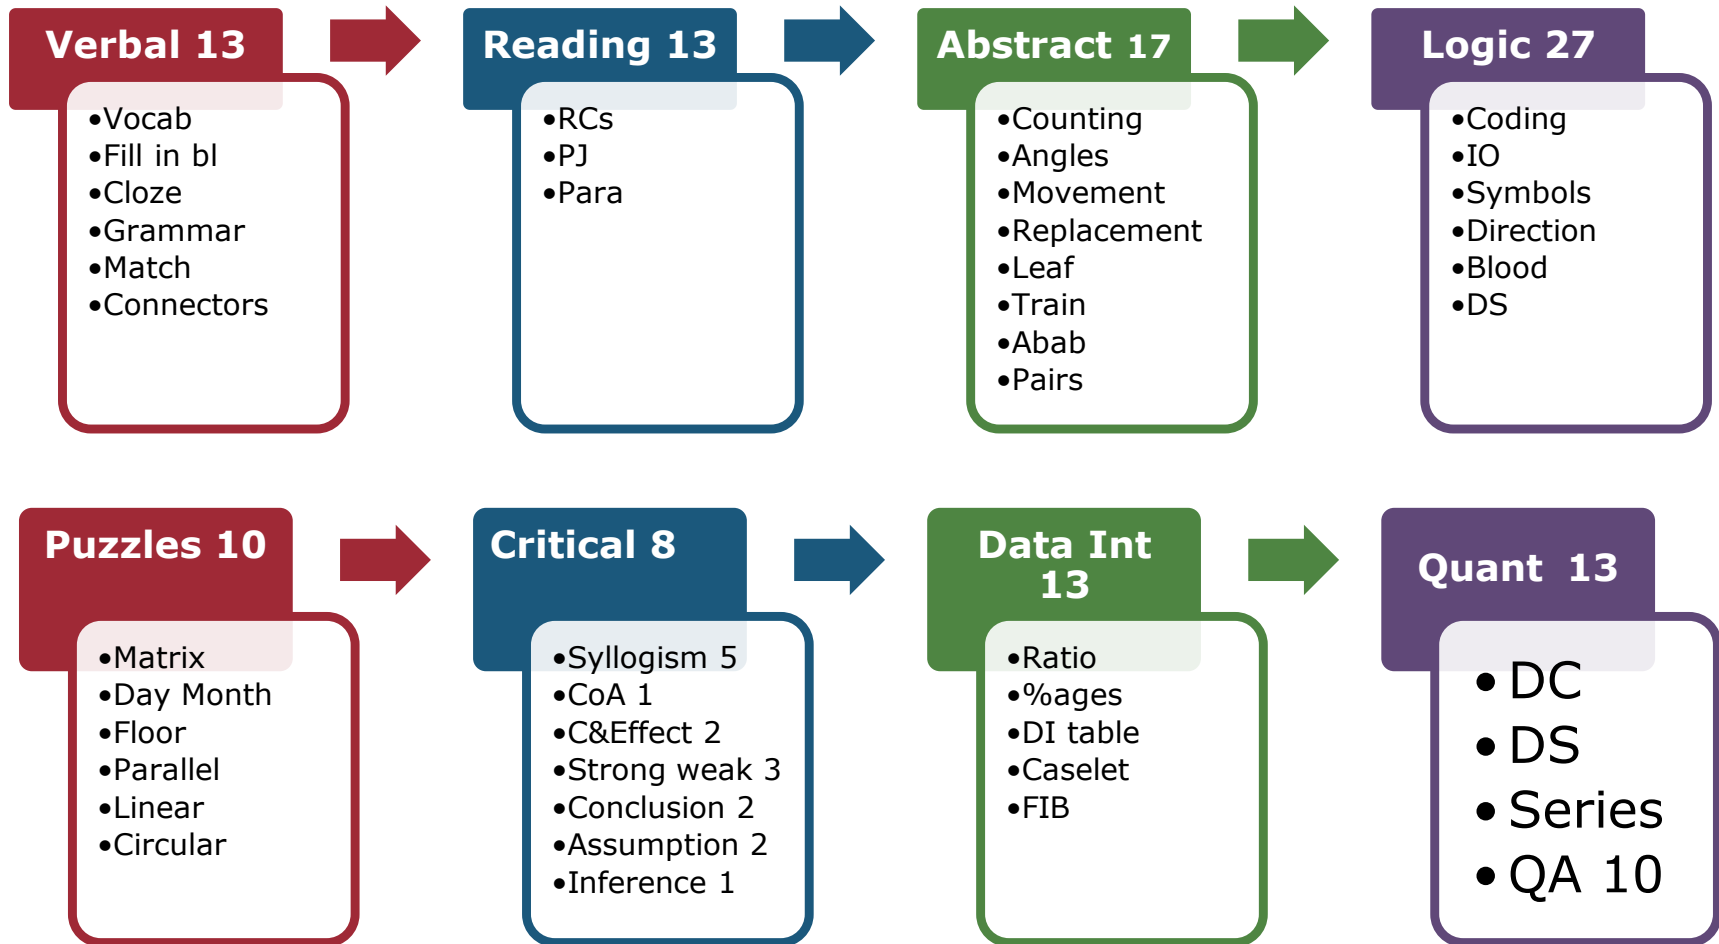 Verbal 13
•Vocab
•Fill in bl
•Cloze
•Grammar
•Match
•Connectors
Reading 13
•RCs
•PJ
•Para
Abstract 17
•Counting
•Angles
•Movement
•Replacement
•Leaf
•Train
•Abab
•Pairs
Logic 27
•Coding
•IO
•Symbols
•Direction
•Blood
•DS
Puzzles 10
•Matrix
•Day Month
•Floor
•Parallel
•Linear
•Circular
Critical 8
•Syllogism 5
•CoA 1
•C&Effect 2
•Strong weak 3
•Conclusion 2
•Assumption 2
•Inference 1
Data Int
13
•Ratio
•%ages
•DI table
•Caselet
•FIB
Quant 13
• DC
• DS
• Series
• QA 10